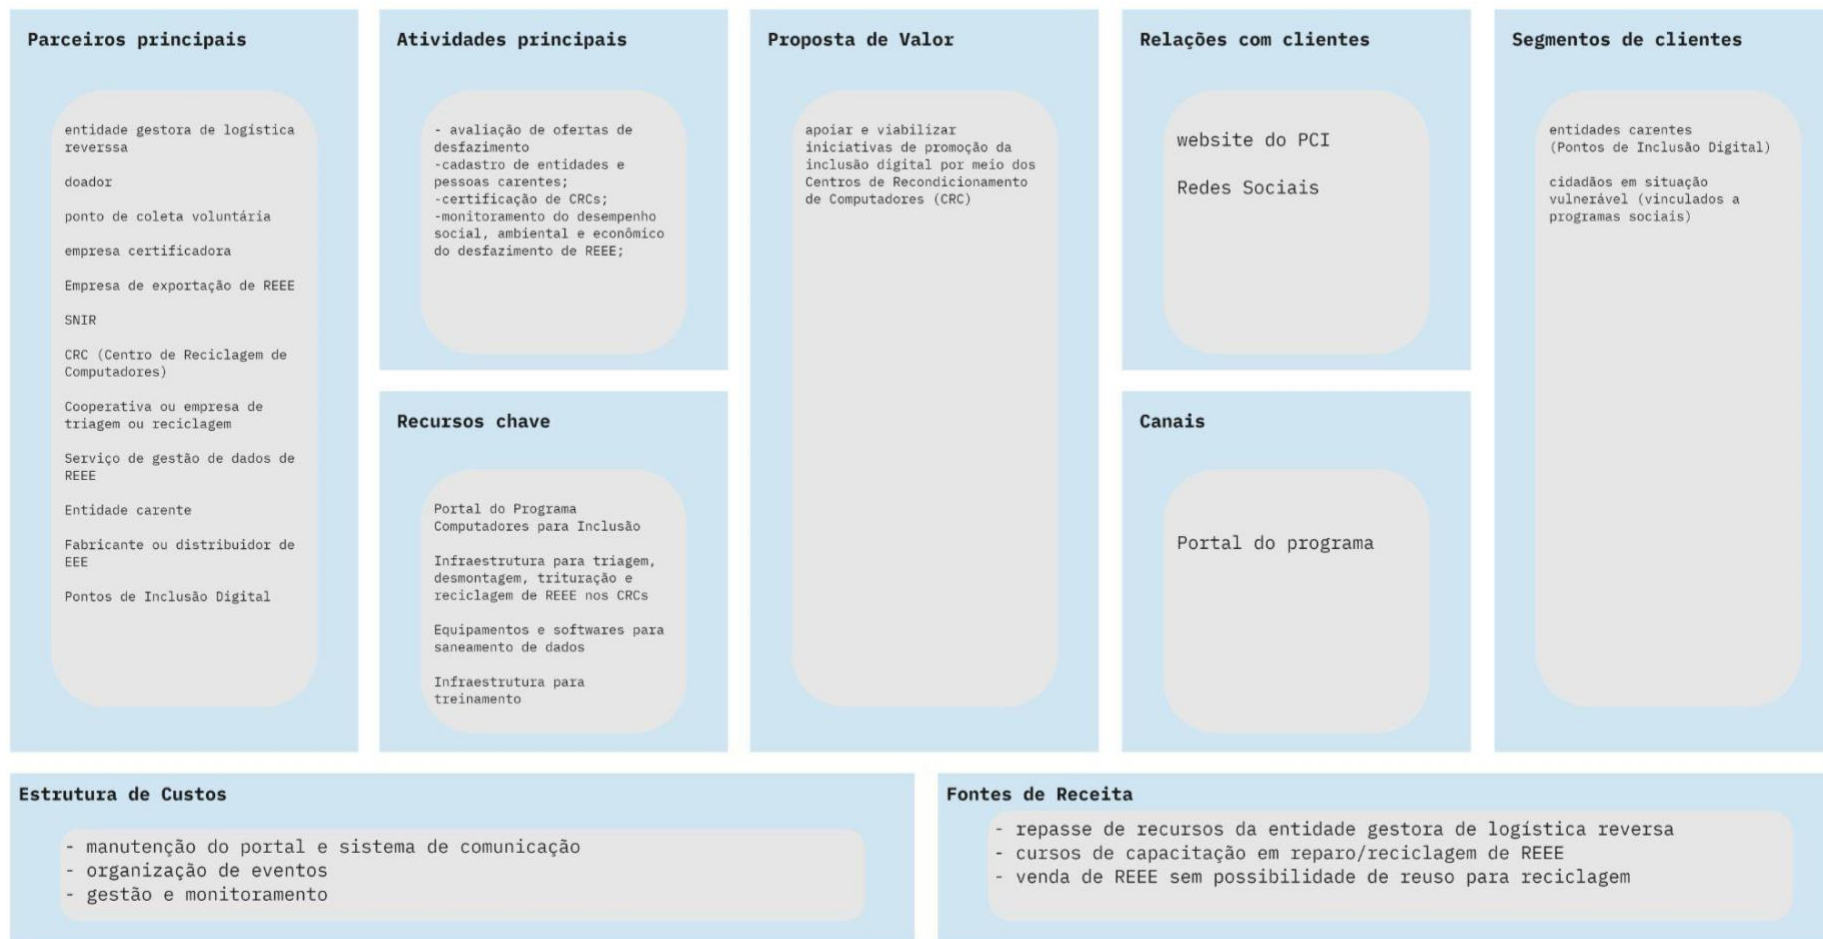 Parceiros principais
entidade gestora de logística
reverssa
doador
ponto de coleta voluntária
empresa certificadora
Empresa de exportação de REEE
SNIR
CRC (Centro de Reciclagem de
Computadores)
Cooperativa ou empresa de
triagem ou reciclagem
Serviço de gestão de dados de
REEE
Entidade carente
Fabricante ou distribuidor de
EEE
Pontos de Inclusão Digital
Atividades principais
- avaliação de ofertas de
desfazimento
-cadastro de entidades e
pessoas carentes;
-certificação de CRCs;
-monitoramento do desempenho
social, ambiental e econômico
do desfazimento de REEE;
Recursos chave
Portal do Programa
Computadores para Inclusão
Infraestrutura para triagem,
desmontagem, trituração e
reciclagem de REEE nos CRCs
Equipamentos e softwares para
saneamento de dados
Infraestrutura para
treinamento
Proposta de Valor
apoiar e viabilizar
iniciativas de promoção da
inclusão digital por meio dos
Centros de Recondicionamento
de Computadores (CRC)
Relações com clientes
website do PCI
Redes Sociais
Canais
Portal do programa
Segmentos de clientes
entidades carentes
(Pontos de Inclusão Digital)
cidadãos em situação
vulnerável (vinculados a
programas sociais)
Estrutura de Custos
- manutenção do portal e sistema de comunicação
- organização de eventos
- gestão e monitoramento
Fontes de Receita
- repasse de recursos da entidade gestora de logística reversa
- cursos de capacitação em reparo/reciclagem de REEE
- venda de REEE sem possibilidade de reuso para reciclagem